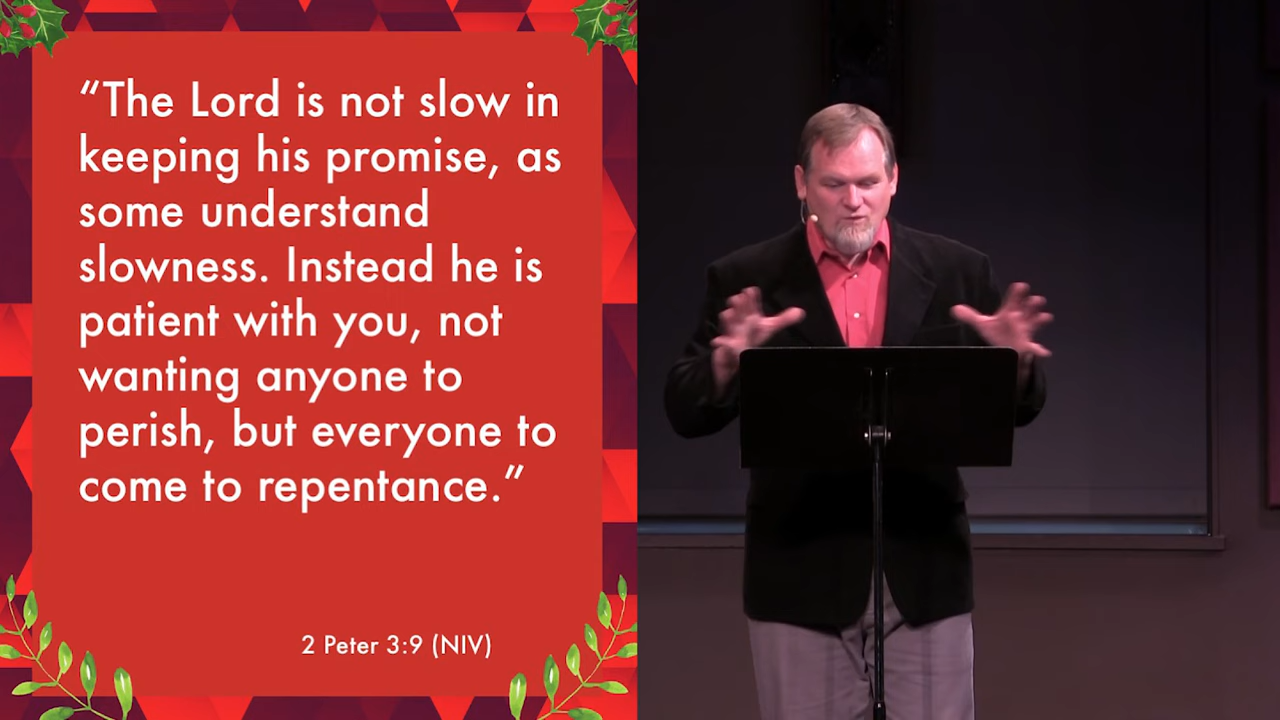 “The Lord is not slow in
keeping his promise, as
some understand
slowness. Instead he is
patient with you, not
wanting anyone to
perish, but everyone to
come to repentance.”
2 Peter 3:9 (NIV)